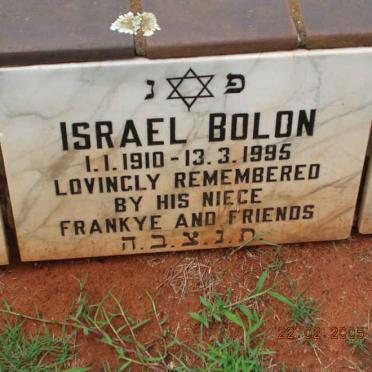 פ נ
ISRAEL BOLON
1.1.1910 - 13.3.1995
LOVINGLY REMEMBERED
BY HIS NIECE
FRANKYE AND FRIENDS
ת.נ.צ.ב.ה
22.02.2005